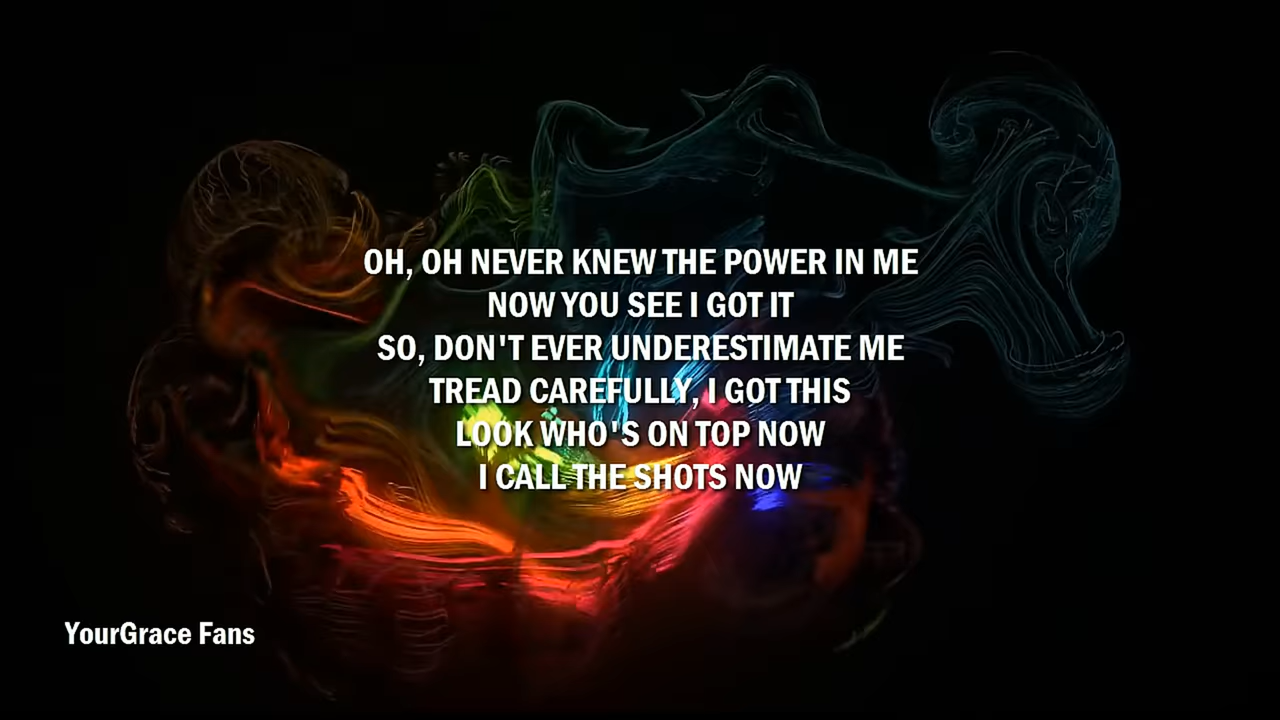 OH, OH NEVER KNEW THE POWER IN ME
NOW YOU SEE I GOT IT
SO, DON'T EVER UNDERESTIMATE ME
TREAD CAREFULLY, I GOT THIS
LOOK WHO'S ON TOP NOW
I CALL THE SHOTS NOW
YourGrace Fans